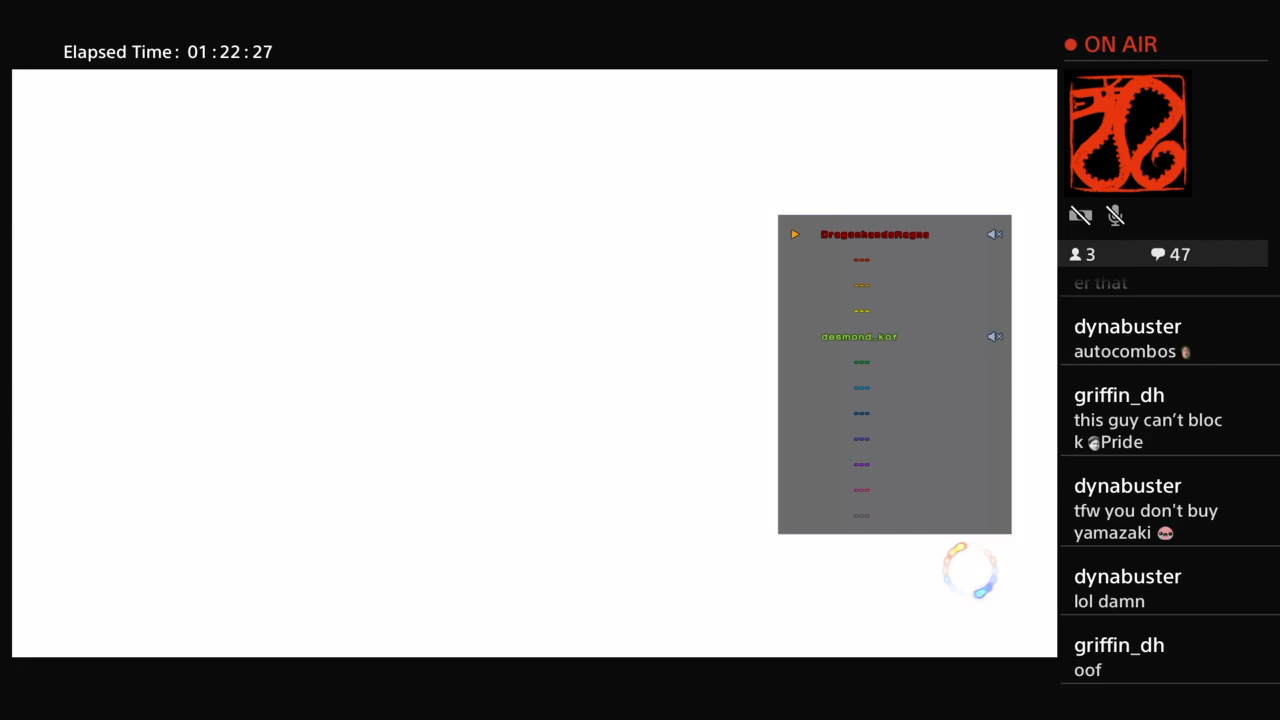 Elapsed Time: 01:22:27
ON AIR
3 47
er that
dynabuster
autocombos
griffin_dh
this guy can't bloc
k Pride
dynabuster
tfw you don't buy
yamazaki
dynabuster
lol damn
griffin_dh
oof
DragonkandoRagna
---
---
---
desmond_kof
---
---
---
---
---
---
---